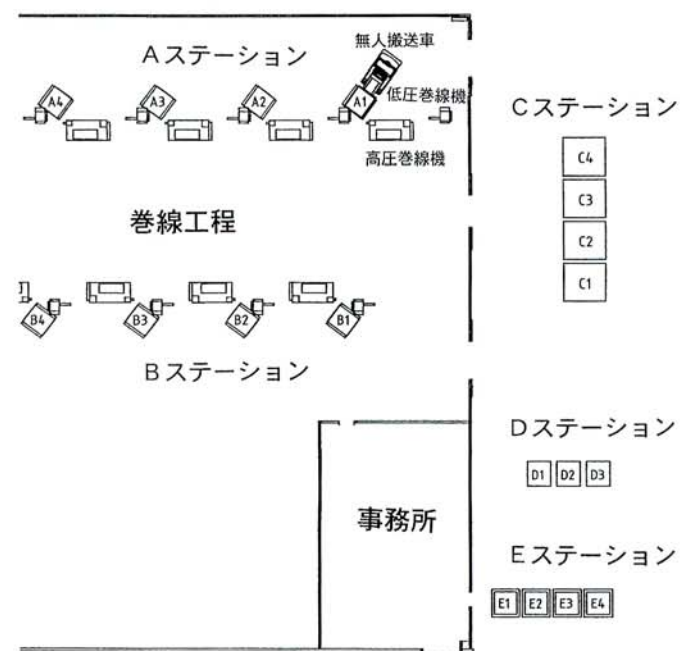 Aステーション
無人搬送車
A4
A3
A2
A1
低圧巻線機
高圧巻線機
Cステーション
C4
C3
C2
C1
巻線工程
B4
B3
B2
B1
Bステーション
Dステーション
D1 D2 D3
事務所
Eステーション
E1 E2 E3 E4